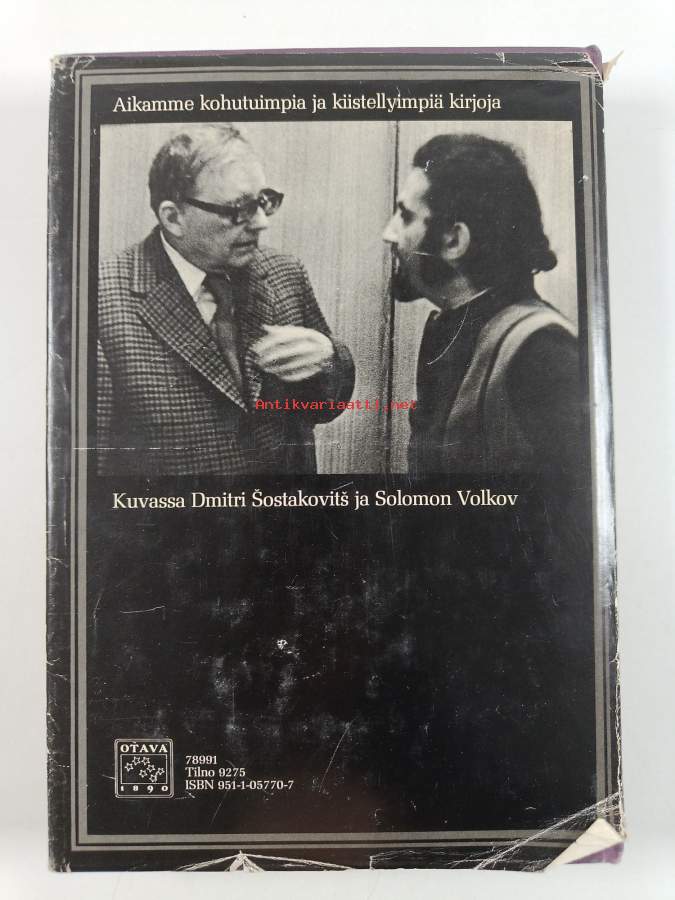 Aikamme kohutuimpia ja kiistellyimpiä kirjoja
Antikvariaatti.net
Kuvassa Dmitri Šostakovitš ja Solomon Volkov
OTAVA
1890
78991
Tilno 9275
ISBN 951-1-05770-7